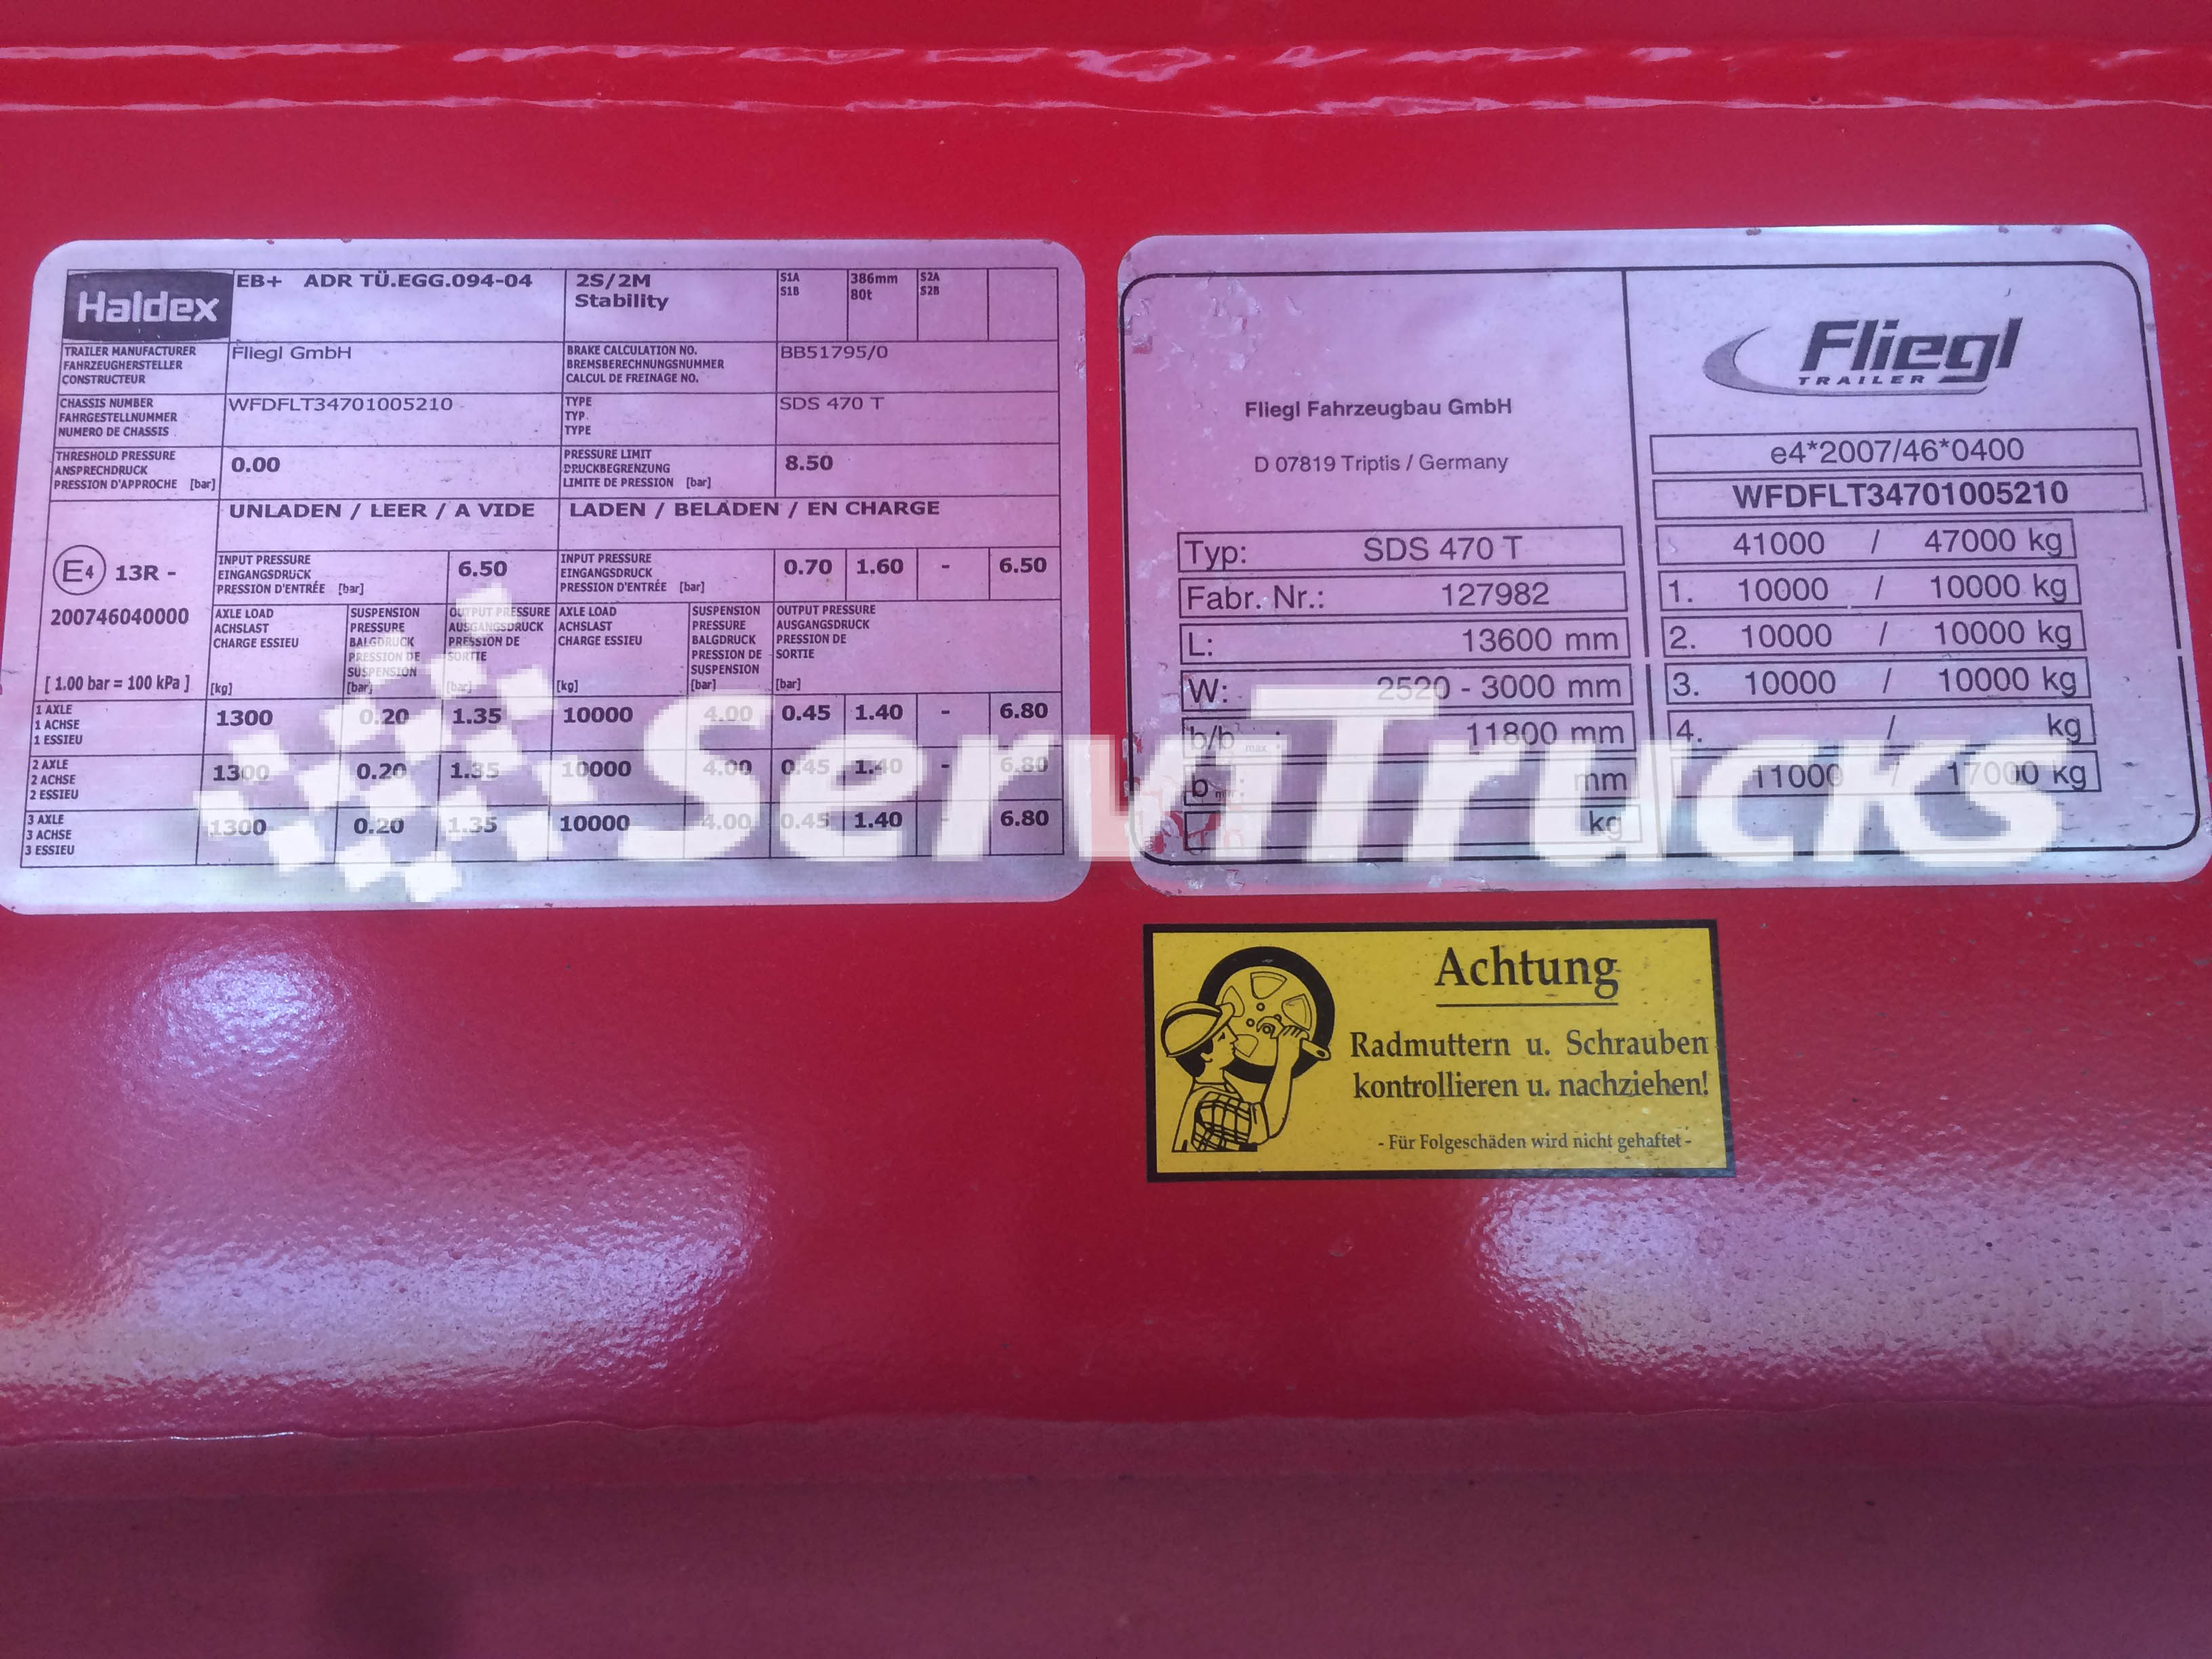 Haldex
EB+ ADR TÜ.EGG.094-04
2S/2M
Stability
S1A 386mm S2A
S1B 80t S2B
TRAILER MANUFACTURER
FAHRZEUGHERSTELLER
CONSTRUCTEUR
Fliegl GmbH
BRAKE CALCULATION NO.
BREMSBERECHNUNGSNUMMER
CALCUL DE FREINAGE NO.
BB51795/0
CHASSIS NUMBER
FAHRGESTELLNUMMER
NUMERO DE CHASSIS
WFDFLT34701005210
TYPE
TYP
TYPE
SDS 470 T
THRESHOLD PRESSURE
ANSPRECHDRUCK
PRESSION D'APPROCHE [bar]
0.00
PRESSURE LIMIT
DRUCKBEGRENZUNG
LIMITE DE PRESSION [bar]
8.50
UNLADEN / LEER / A VIDE
LADEN / BELADEN / EN CHARGE
E4 13R -
200746040000
[ 1.00 bar = 100 kPa ]
INPUT PRESSURE
EINGANGSDRUCK
PRESSION D'ENTRÉE [bar]
6.50
INPUT PRESSURE
EINGANGSDRUCK
PRESSION D'ENTRÉE [bar]
0.70 1.60 - 6.50
AXLE LOAD
ACHSLAST
CHARGE ESSIEU
[kg]
SUSPENSION
PRESSURE
BALGDRUCK
PRESSION DE
SUSPENSION
[bar]
OUTPUT PRESSURE
AUSGANGSDRUCK
PRESSION DE
SORTIE
[bar]
AXLE LOAD
ACHSLAST
CHARGE ESSIEU
[kg]
SUSPENSION
PRESSURE
BALGDRUCK
PRESSION DE
SUSPENSION
[bar]
OUTPUT PRESSURE
AUSGANGSDRUCK
PRESSION DE
SORTIE
[bar]
1 AXLE
1 ACHSE
1 ESSIEU
1300 0.20 1.35 10000 4.00 0.45 1.40 - 6.80
2 AXLE
2 ACHSE
2 ESSIEU
1300 0.20 1.35 10000 4.00 0.45 1.40 - 6.80
3 AXLE
3 ACHSE
3 ESSIEU
1300 0.20 1.35 10000 4.00 0.45 1.40 - 6.80
Fliegl Fahrzeugbau GmbH
D 07819 Triptis / Germany
Typ: SDS 470 T
Fabr. Nr.: 127982
L: 13600 mm
W: 2520 - 3000 mm
b/b max : 11800 mm
b : mm
kg
Fliegl
TRAILER
e4*2007/46*0400
WFDFLT34701005210
41000 / 47000 kg
1. 10000 / 10000 kg
2. 10000 / 10000 kg
3. 10000 / 10000 kg
4. / kg
11000 / 17000 kg
ServiTrucks
Achtung
Radmuttern u. Schrauben
kontrollieren u. nachziehen!
- Für Folgeschäden wird nicht gehaftet -